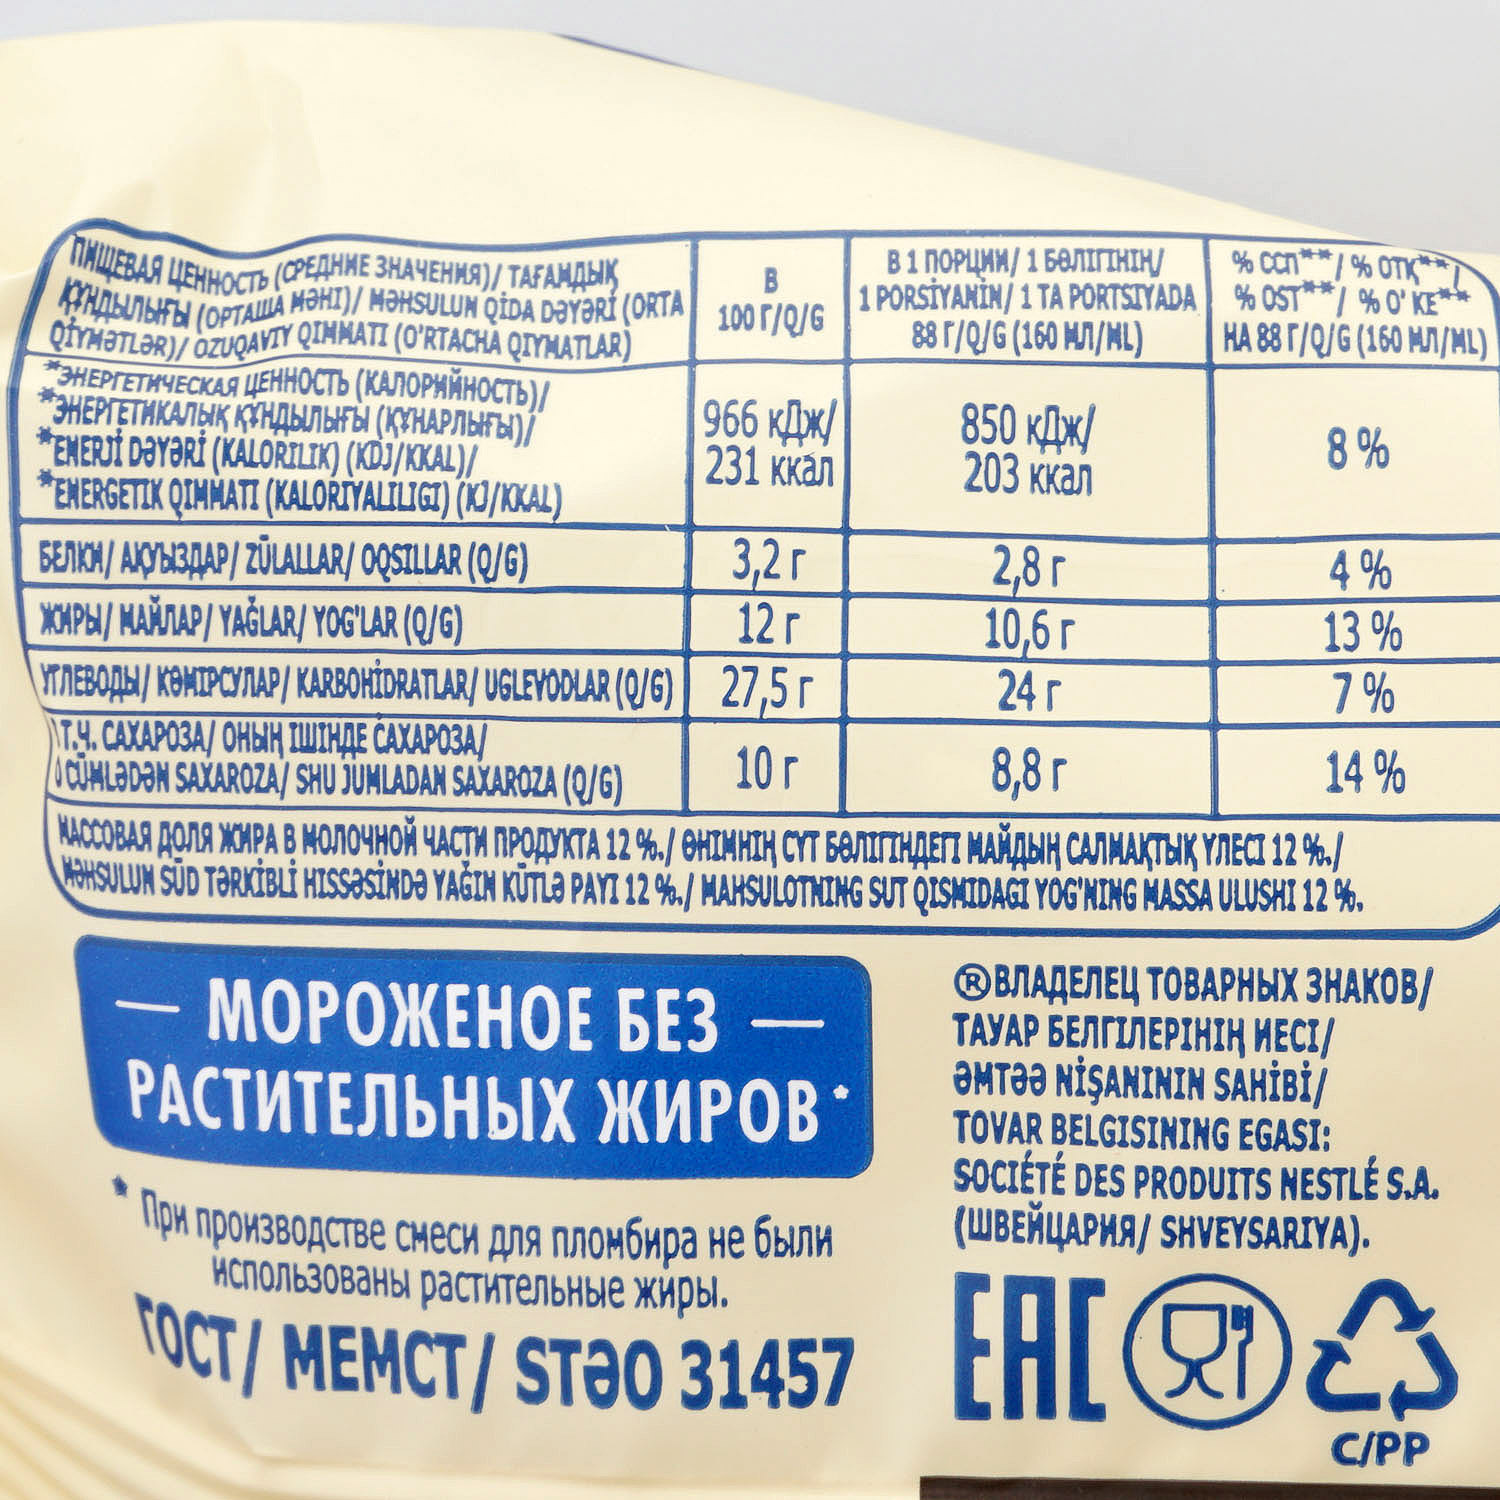 ПИЩЕВАЯ ЦЕННОСТЬ (СРЕДНИЕ ЗНАЧЕНИЯ)/ ТАҒАМДЫҚ
ҚҰНДЫЛЫҒЫ (ОРТАША МӘНІ)/ MƏHSULUN QİDA DƏYƏRİ (ORTA
QİYMƏTLƏR)/ OZUQAVIY QIMMATI (O'RTACHA QIYMATLAR)
В
100 Г/Q/G
В 1 ПОРЦИИ/ 1 БӨЛІГІНІҢ/
1 PORSİYANİN/ 1 TA PORTSIYADA
88 Г/Q/G (160 МЛ/ML)
% ССП**/ % ОТҚ**/
% OST**/ % O' KE**
НА 88 Г/Q/G (160 МЛ/ML)
*ЭНЕРГЕТИЧЕСКАЯ ЦЕННОСТЬ (КАЛОРИЙНОСТЬ)/
*ЭНЕРГЕТИКАЛЫҚ ҚҰНДЫЛЫҒЫ (ҚҰНАРЛЫҒЫ)/
*ENERJİ DƏYƏRİ (KALORILIK) (KDJ/KKAL)/
*ENERGETIK QIMMATI (KALORIYALILIGI) (KJ/KKAL)
966 кДж/
231 ккал
850 кДж/
203 ккал
8 %
БЕЛКИ/ АҚУЫЗДАР/ ZÜLALLAR/ OQSILLAR (Q/G) 3,2 г 2,8 г 4 %
ЖИРЫ/ МАЙЛАР/ YAĞLAR/ YOG'LAR (Q/G) 12 г 10,6 г 13 %
УГЛЕВОДЫ/ КӨМІРСУЛАР/ KARBOHİDRATLAR/ UGLEVODLAR (Q/G) 27,5 г 24 г 7 %
Т.Ч. САХАРОЗА/ ОНЫҢ ІШІНДЕ САХАРОЗА/
O CÜMLƏDƏN SAXAROZA/ SHU JUMLADAN SAXAROZA (Q/G)
10 г 8,8 г 14 %
МАССОВАЯ ДОЛЯ ЖИРА В МОЛОЧНОЙ ЧАСТИ ПРОДУКТА 12 %./ ӨНІМНІҢ СҮТ БӨЛІГІНДЕГІ МАЙДЫҢ САЛМАҚТЫҚ ҮЛЕСІ 12 %./
MƏHSULUN SÜD TƏRKİBLİ HISSƏSİNDƏ YAĞIN KÜTLƏ PAYI 12 %./ MAHSULOTNING SUT QISMIDAGI YOG'NING MASSA ULUSHI 12 %.
— МОРОЖЕНОЕ БЕЗ —
РАСТИТЕЛЬНЫХ ЖИРОВ*
* При производстве смеси для пломбира не были
использованы растительные жиры.
ГОСТ/ МЕМСТ/ STƏO 31457
®ВЛАДЕЛЕЦ ТОВАРНЫХ ЗНАКОВ/
ТАУАР БЕЛГІЛЕРІНІҢ ИЕСІ/
ƏMTƏƏ NİŞANININ SAHİBİ/
TOVAR BELGISINING EGASI:
SOCIÉTÉ DES PRODUITS NESTLÉ S.A.
(ШВЕЙЦАРИЯ/ SHVEYSARIYA).
EAC
C/PP